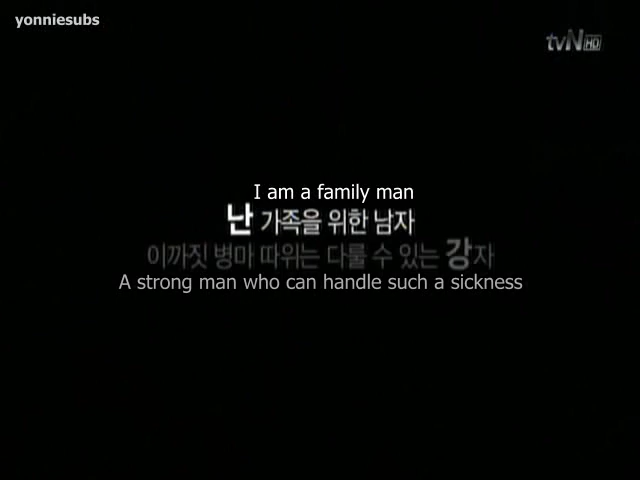 yonniesubs
tvN HD
I am a family man
난 가족을 위한 남자
이까짓 병마 따위는 다룰 수 있는 강자
A strong man who can handle such a sickness